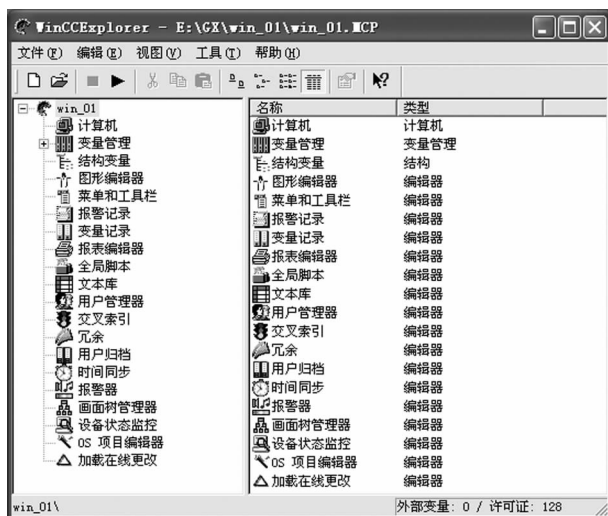 WinCCExplorer - E:\GX\win_01\win_01.MCP
文件(F) 编辑(E) 视图(V) 工具(T) 帮助(H)
win_01
计算机
变量管理
结构变量
图形编辑器
菜单和工具栏
报警记录
变量记录
报表编辑器
全局脚本
文本库
用户管理器
交叉索引
冗余
用户归档
时间同步
报警器
画面树管理器
设备状态监控
OS 项目编辑器
加载在线更改
名称 类型
计算机 计算机
变量管理 变量管理
结构变量 结构
图形编辑器 编辑器
菜单和工具栏 编辑器
报警记录 编辑器
变量记录 编辑器
报表编辑器 编辑器
全局脚本 编辑器
文本库 编辑器
用户管理器 编辑器
交叉索引 编辑器
冗余 编辑器
用户归档 编辑器
时间同步 编辑器
报警器 编辑器
画面树管理器 编辑器
设备状态监控 编辑器
OS 项目编辑器 编辑器
加载在线更改 编辑器
win_01\ 外部变量: 0 / 许可证: 128